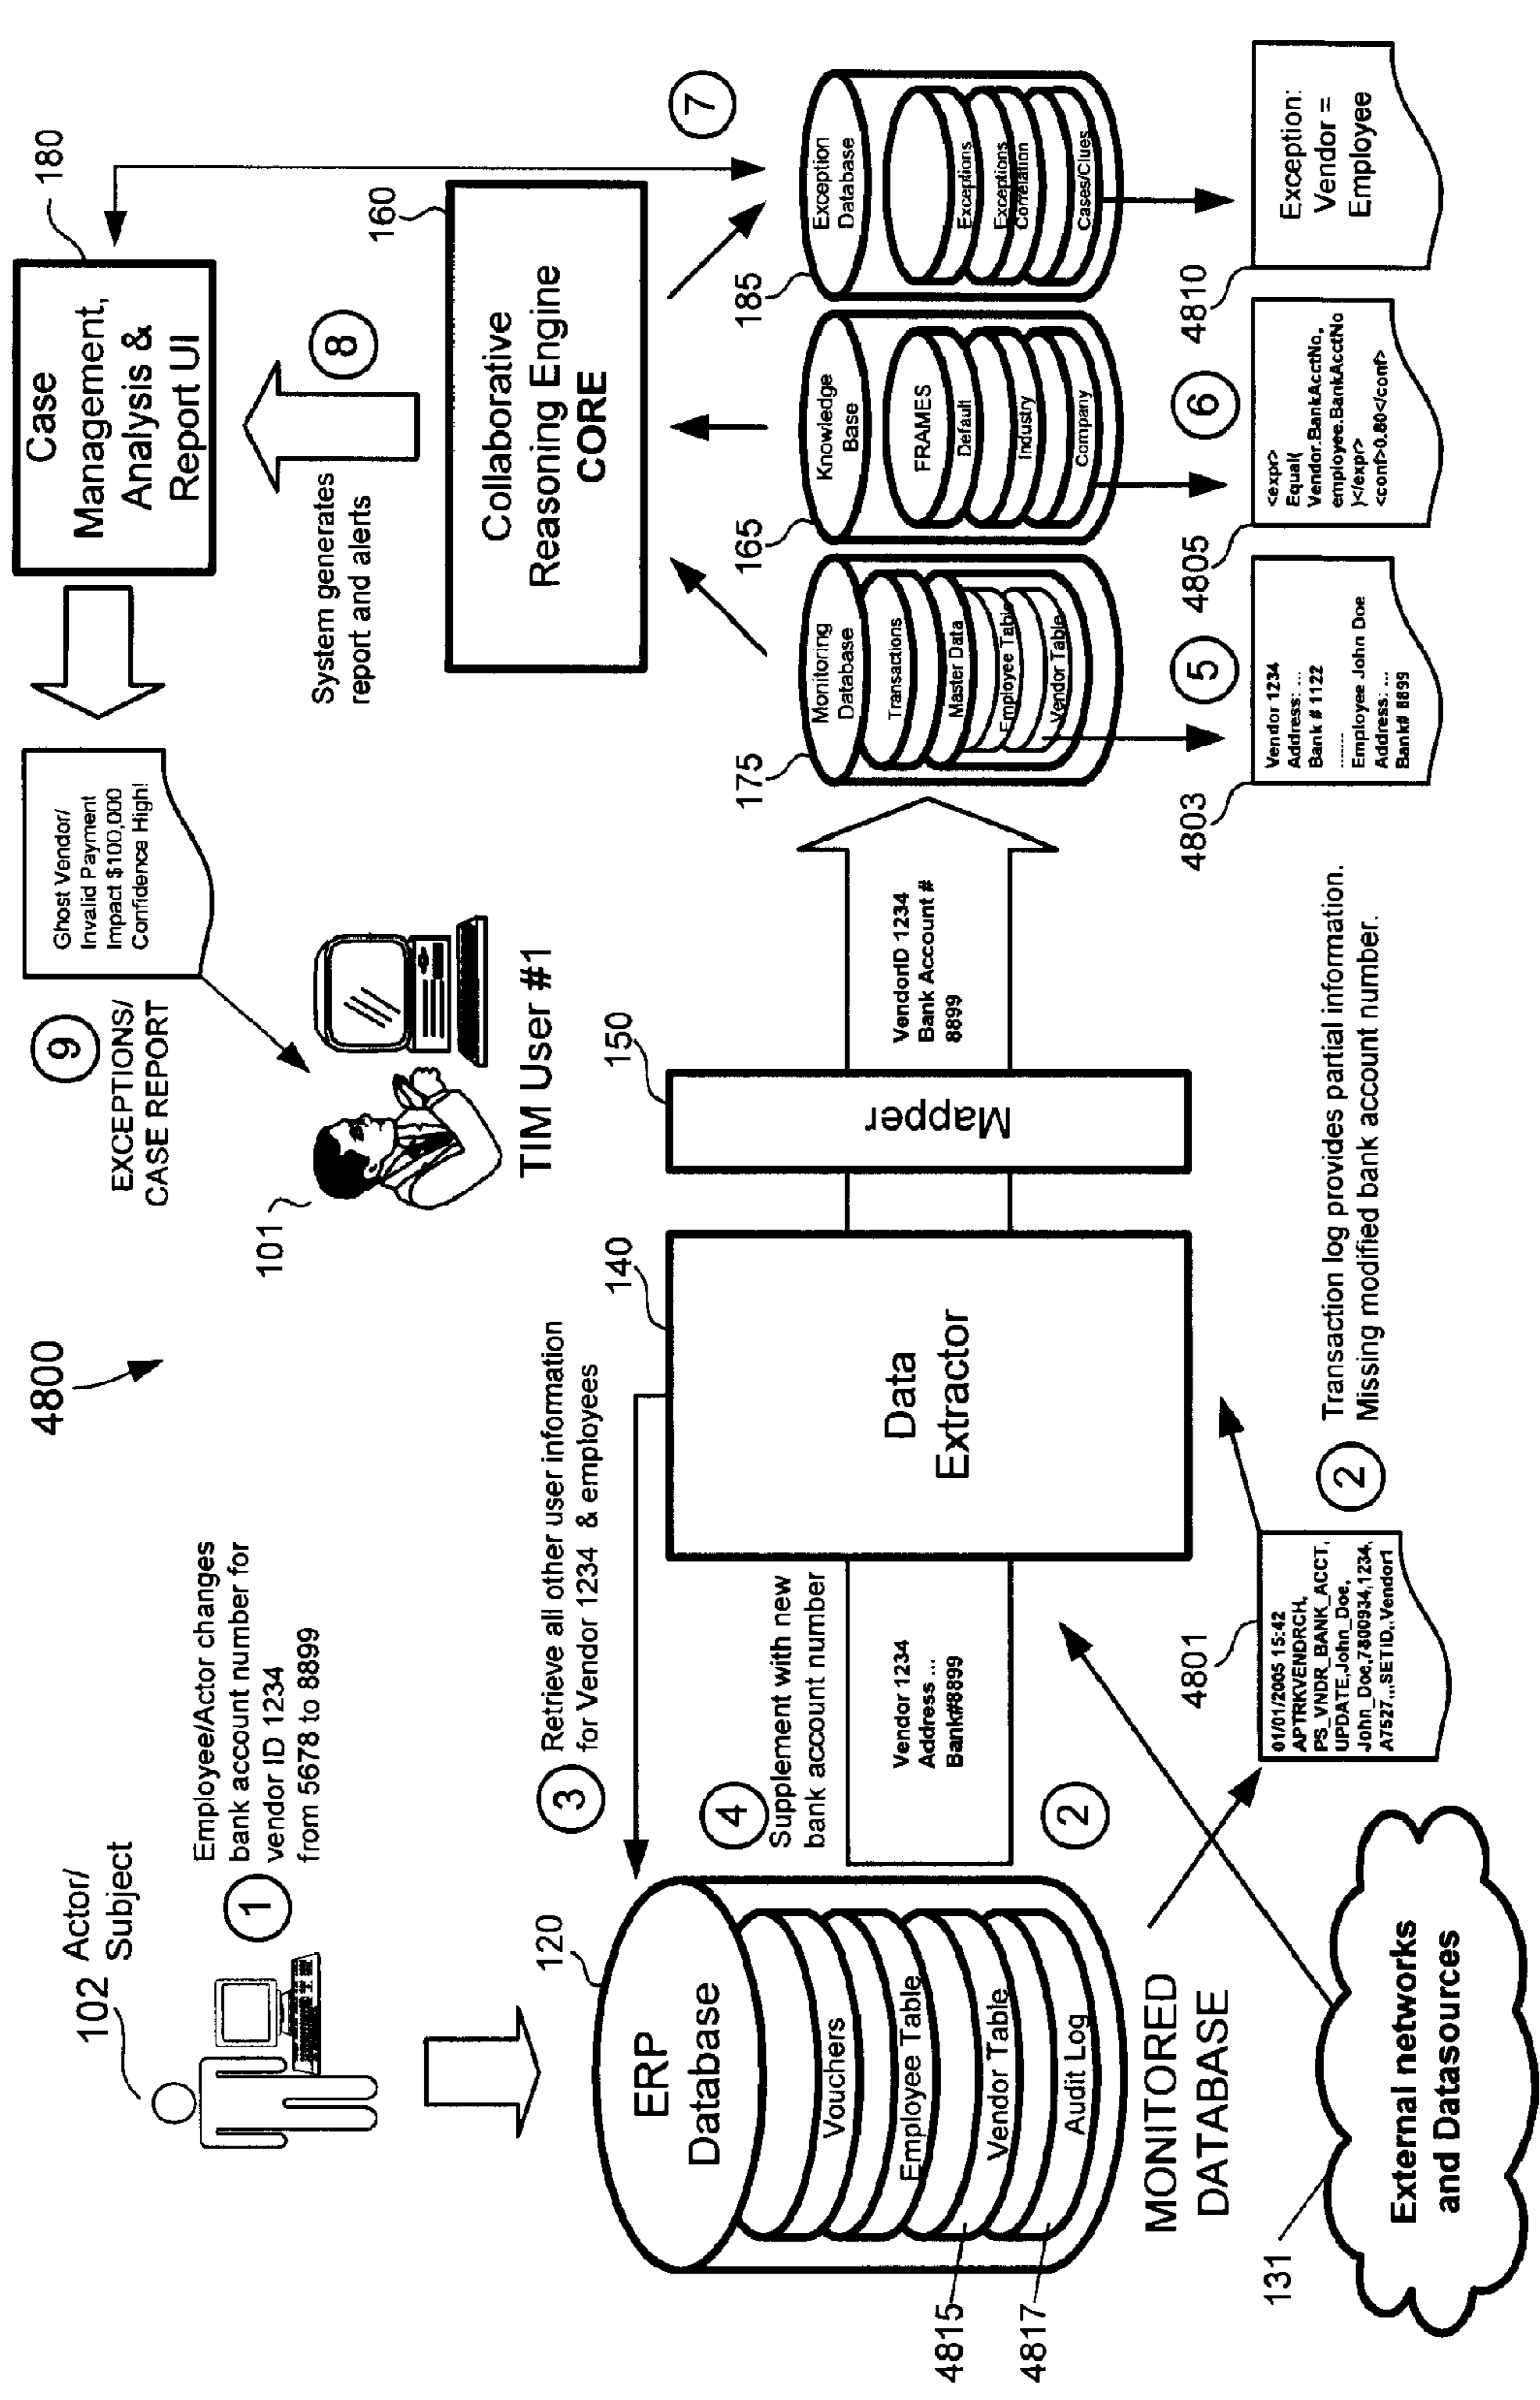 4800
102
Actor/
Subject
1
Employee/Actor changes
bank account number for
vendor ID 1234
from 5678 to 8899
9
EXCEPTIONS/
CASE REPORT
Ghost Vendor/
Invalid Payment
Impact $100,000
Confidence High!
101
TIM User #1
Case
Management,
Analysis &
Report UI
180
8
System generates
report and alerts
Collaborative
Reasoning Engine
CORE
160
7
120
ERP
Database
Vouchers
Employee Table
Vendor Table
Audit Log
4815
4817
MONITORED
DATABASE
3
Retrieve all other user information
for Vendor 1234 & employees
4
Supplement with new
bank account number
Vendor 1234
Address ...
Bank#8899
2
Data
Extractor
140
Mapper
150
VendorID 1234
Bank Account #
8899
175
Monitoring
Database
Transactions
Master Data
Employee Table
Vendor Table
165
Knowledge
Base
FRAMES
Default
Industry
Company
185
Exception
Database
Exceptions
Exceptions
Correlation
Cases/Clues
131
External networks
and Datasources
4801
01/01/2005 15:42
APTRKVENDRCH,
PS_VNDR_BANK_ACCT,
UPDATE,John_Doe,
John_Doe,7800934,1234,
A7527,,,SETID,,Vendor1
2
Transaction log provides partial information.
Missing modified bank account number.
4803
5
Vendor 1234
Address: ...
Bank # 1122
......
Employee John Doe
Address: ...
Bank# 8899
4805
6
<expr>
Equal(
Vendor.BankAcctNo,
employee.BankAcctNo
)</expr>
<conf>0.80</conf>
4810
Exception:
Vendor =
Employee